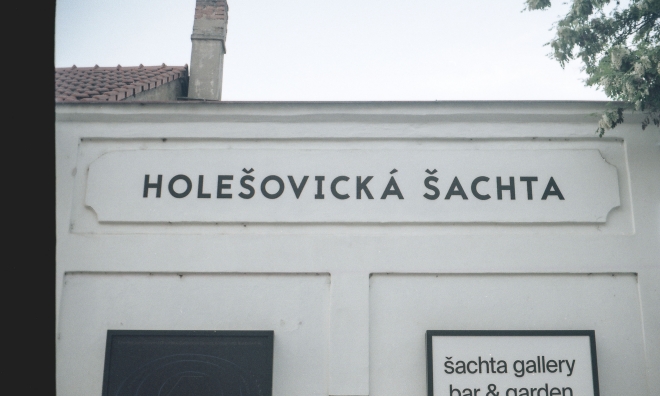 HOLEŠOVICKÁ ŠACHTA
šachta gallery
bar & garden